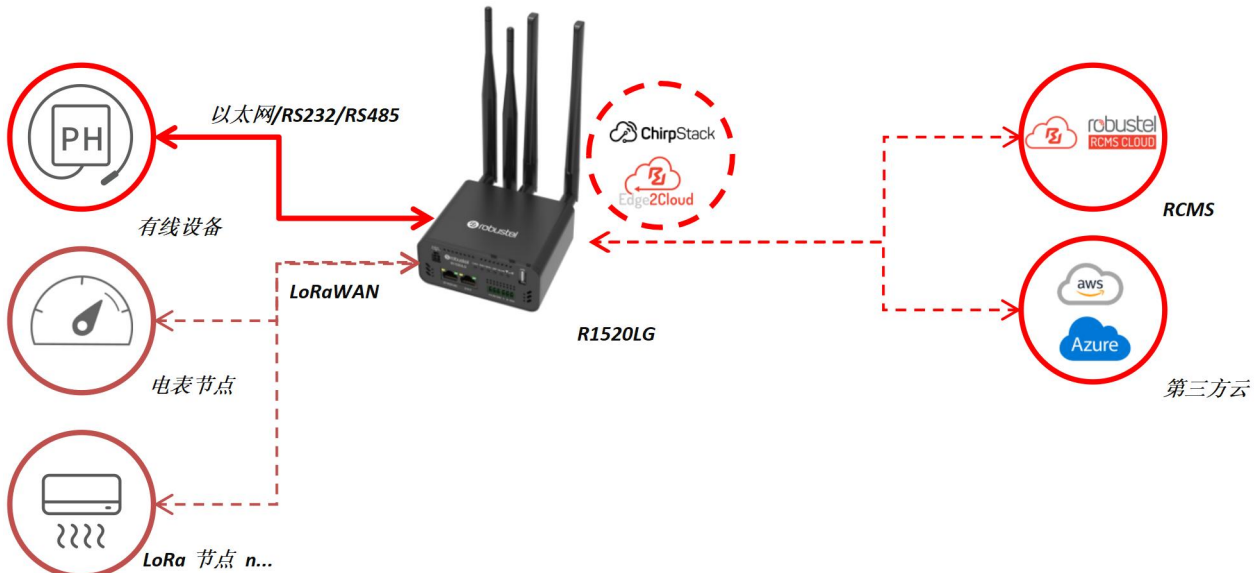 PH
以太网/RS232/RS485
有线设备
LoRaWAN
电表节点
LoRa 节点 n...
robustel
ChirpStack
Edge2Cloud
R1520LG
robustel
RCMS CLOUD
RCMS
aws
Azure
第三方云